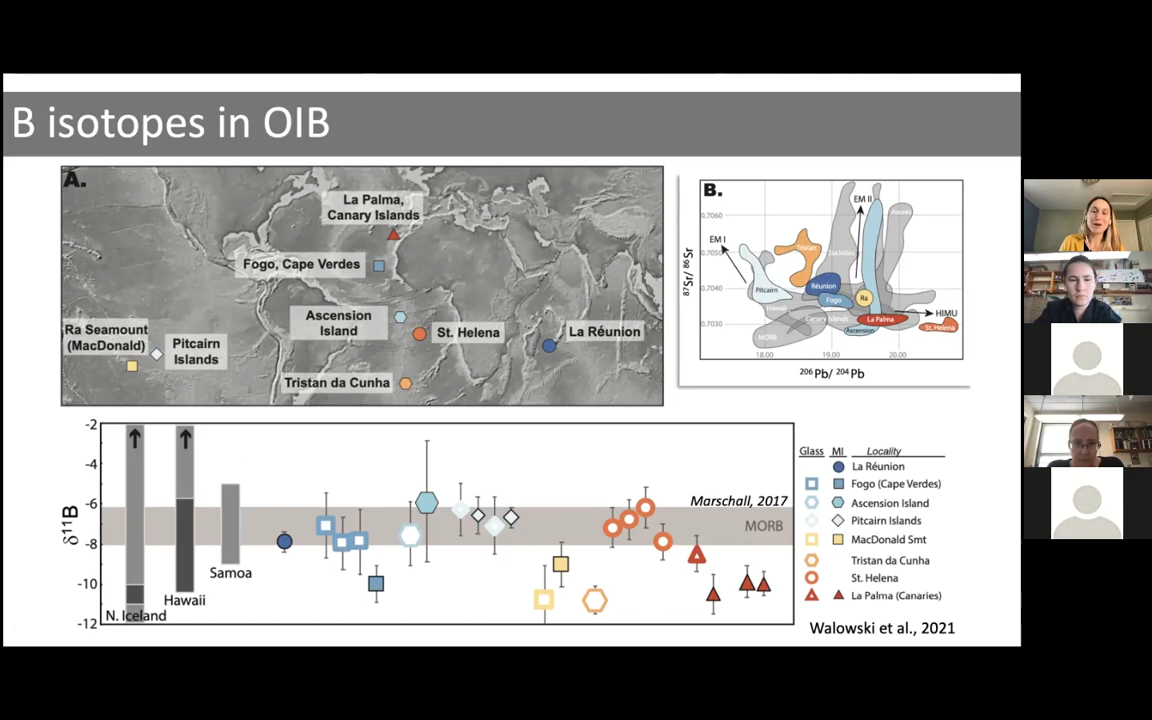 B isotopes in OIB
A.
La Palma,
Canary Islands
Fogo, Cape Verdes
Ascension
Island
St. Helena
La Réunion
Ra Seamount
(MacDonald)
Pitcairn
Islands
Tristan da Cunha
B.
EM II
Azores
0.7060
EM I
Tristan
Societies
0.7050
87Sr/ 86Sr
Pitcairn
Réunion
0.7040
Fogo
Ra
Hawaii
HIMU
Canary Islands
La Palma
0.7030
Ascension
St. Helena
MORB
18.00
19.00
20.00
206Pb/ 204Pb
-2
-4
-6
-8
-10
-12
δ11B
N. Iceland
Hawaii
Samoa
Marschall, 2017
MORB
Glass MI Locality
La Réunion
Fogo (Cape Verdes)
Ascension Island
Pitcairn Islands
MacDonald Smt
Tristan da Cunha
St. Helena
La Palma (Canaries)
Walowski et al., 2021